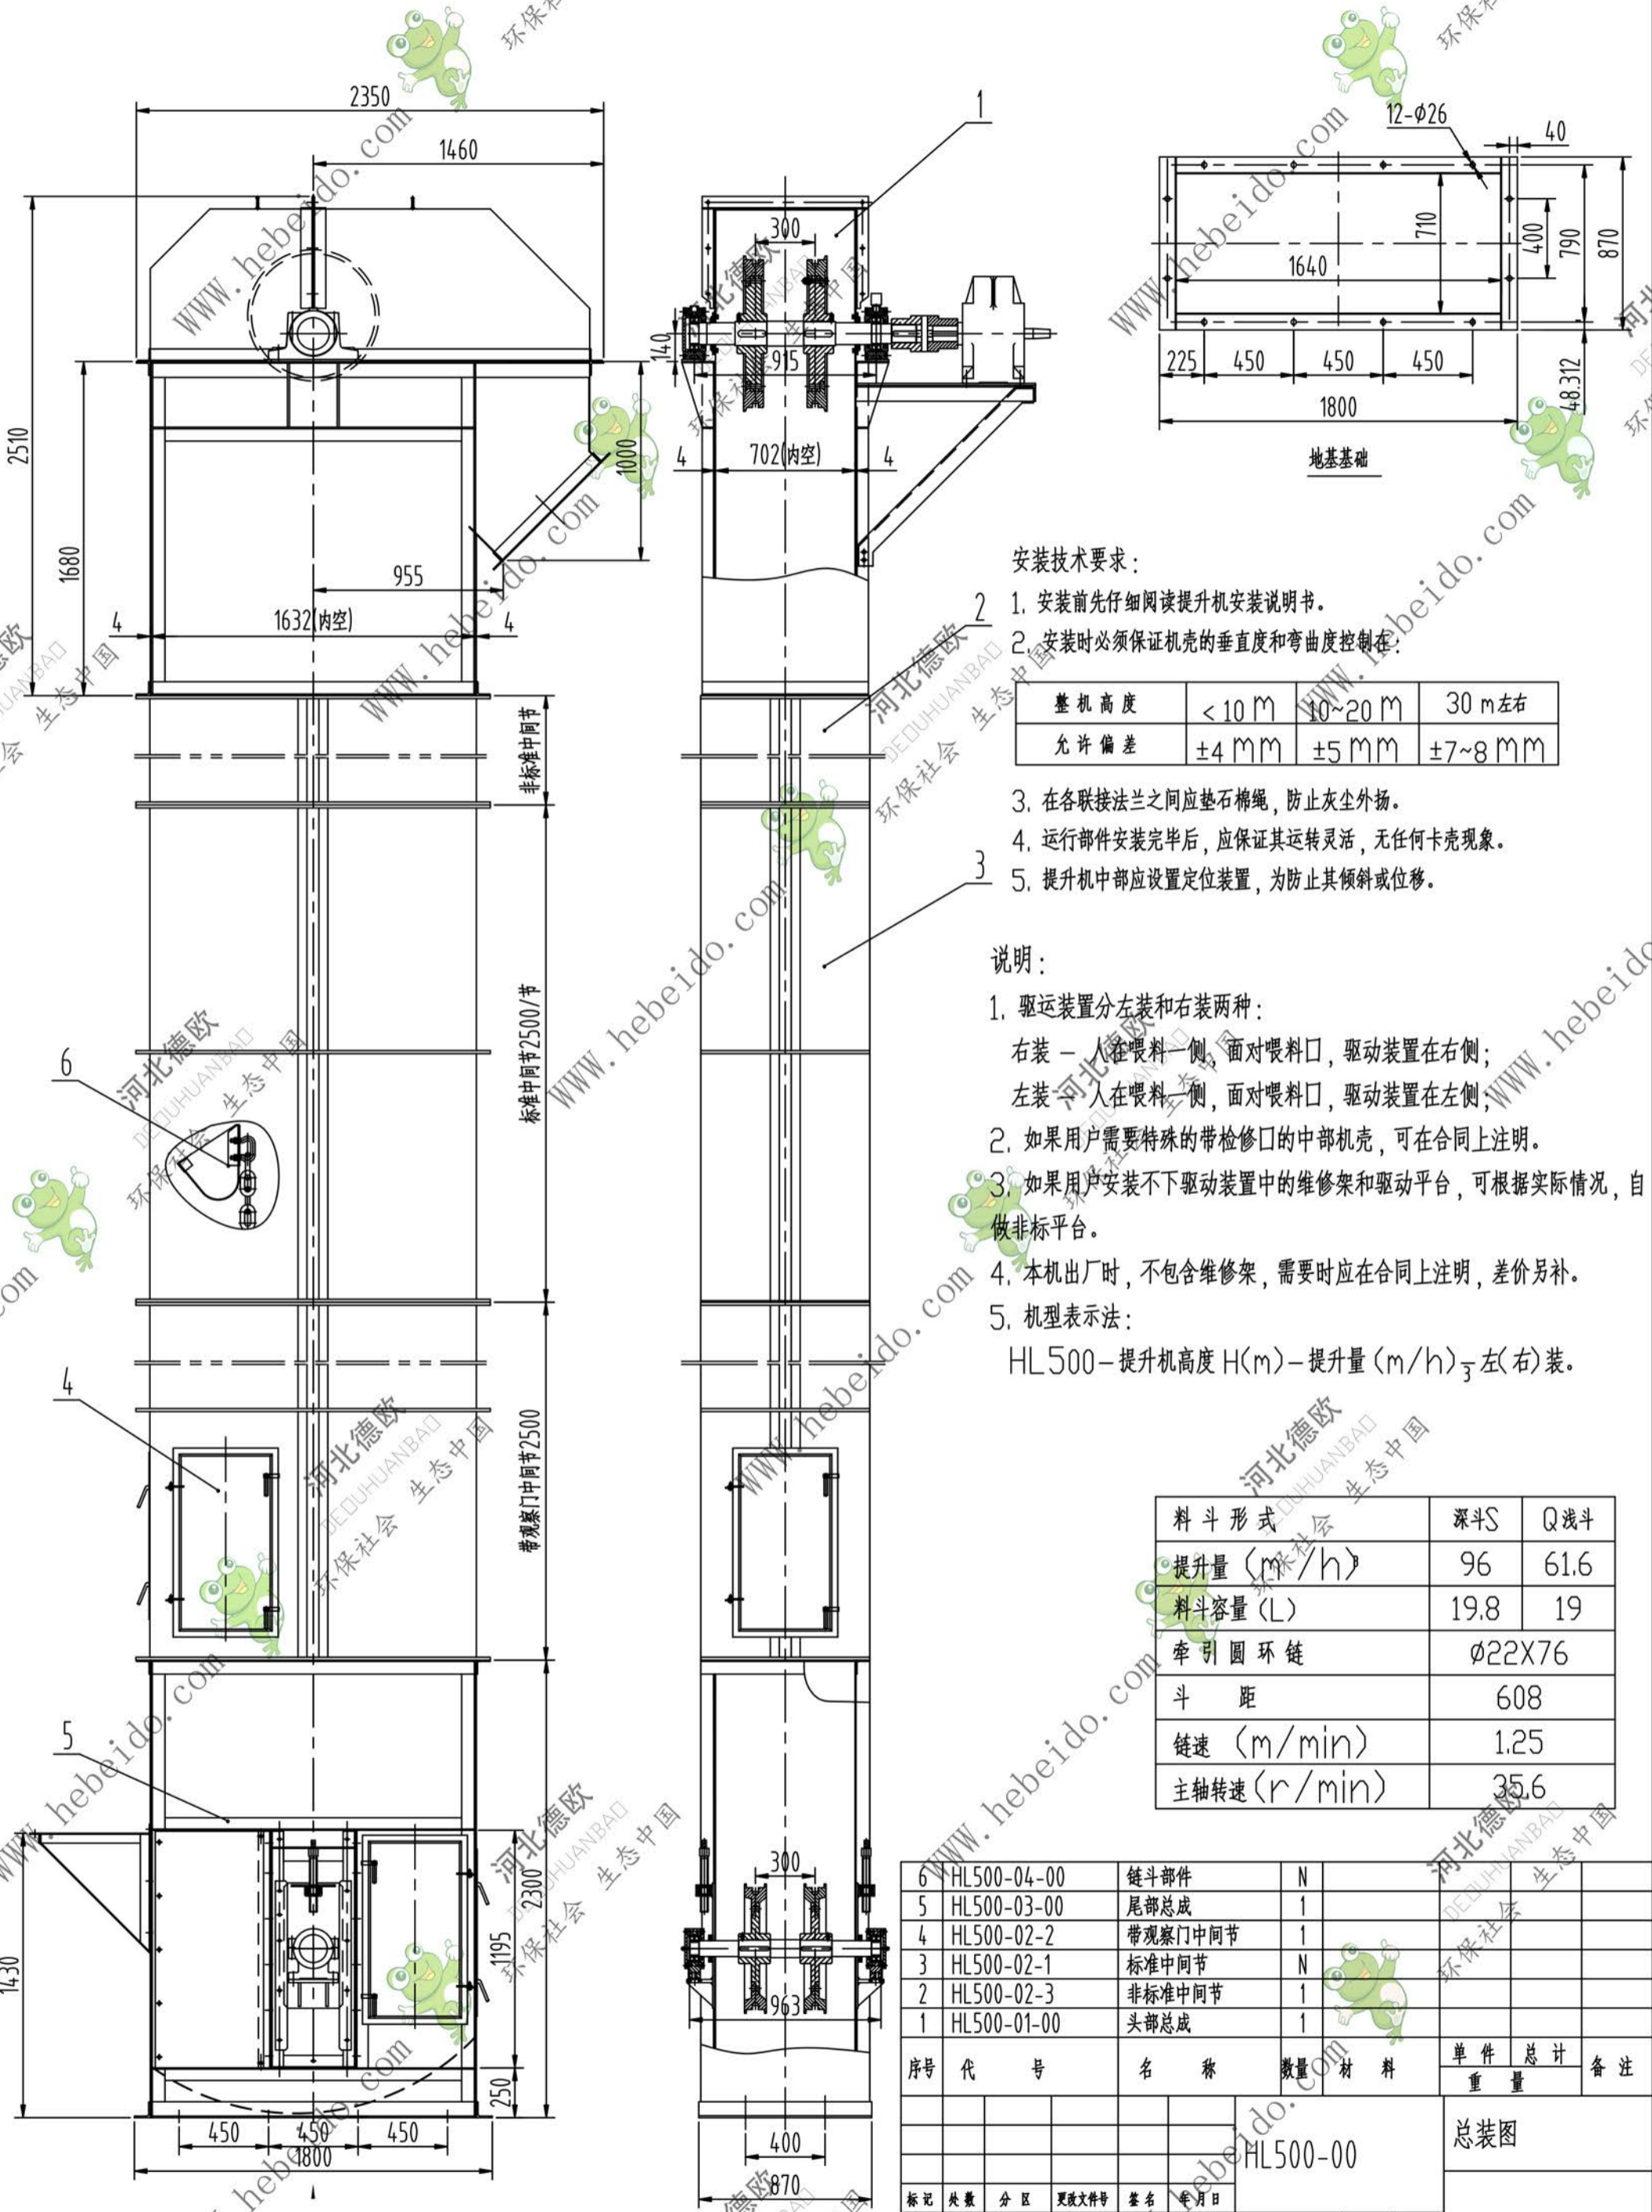 2350
1460
2510
1680
140
1000
955
4
1632(内空)
4
非标准中间节
标准中间节2500/节
带观察门中间节2500
6
4
5
1430
2300
1195
250
450
450
450
1800
1
300
915
4
702(内空)
4
2
3
300
963
400
870
12-Φ26
40
710
1640
400
790
870
225
450
450
450
48.312
1800
地基基础
安装技术要求：
1. 安装前先仔细阅读提升机安装说明书。
2. 安装时必须保证机壳的垂直度和弯曲度控制在：
整机高度 <10 m 10~20 m 30 m左右
允许偏差 ±4 mm ±5 mm ±7~8 mm
3. 在各联接法兰之间应垫石棉绳，防止灰尘外扬。
4. 运行部件安装完毕后，应保证其运转灵活，无任何卡壳现象。
5. 提升机中部应设置定位装置，为防止其倾斜或位移。
说明：
1. 驱运装置分左装和右装两种：
右装 — 人在喂料一侧，面对喂料口，驱动装置在右侧；
左装 — 人在喂料一侧，面对喂料口，驱动装置在左侧；
2. 如果用户需要特殊的带检修口的中部机壳，可在合同上注明。
3. 如果用户安装不下驱动装置中的维修架和驱动平台，可根据实际情况，自
做非标平台。
4. 本机出厂时，不包含维修架，需要时应在合同上注明，差价另补。
5. 机型表示法：
HL500-提升机高度 H(m)-提升量 (m/h)3 左(右)装。
料斗形式 深斗S Q浅斗
提升量 (m /h)3 96 61.6
料斗容量 (L) 19.8 19
牵引圆环链 Φ22X76
斗 距 608
链速 (m/min) 1.25
主轴转速 (r/min) 35.6
6 HL500-04-00 链斗部件 N
5 HL500-03-00 尾部总成 1
4 HL500-02-2 带观察门中间节 1
3 HL500-02-1 标准中间节 N
2 HL500-02-3 非标准中间节 1
1 HL500-01-00 头部总成 1
序号 代 号 名 称 数量 材 料 单件 总计 重 量 备注
标记 处数 分区 更改文件号 签名 年月日
HL500-00
总装图
河北德欧
DEOUHUANBAO
环保社会 生态中国
WWW.hebeido.com